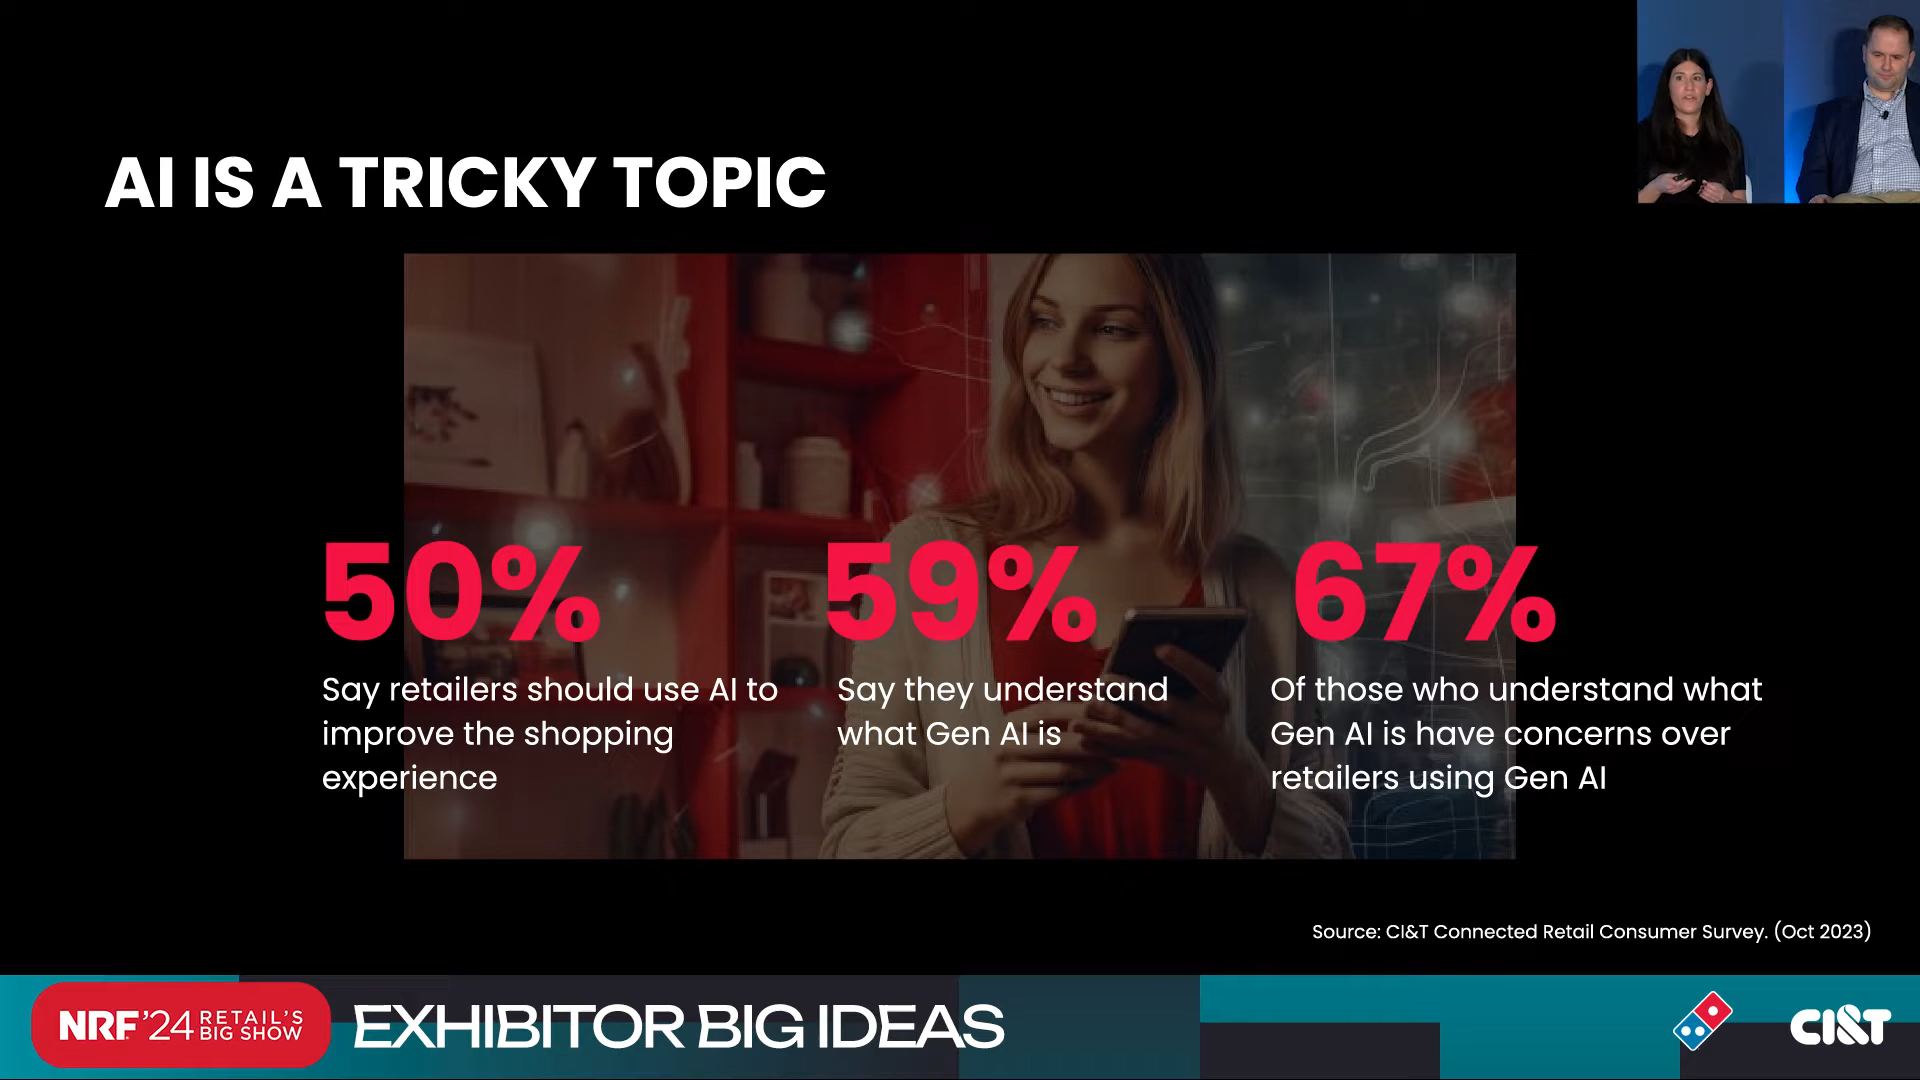 AI IS A TRICKY TOPIC
50%
Say retailers should use AI to
improve the shopping
experience
59%
Say they understand
what Gen AI is
67%
Of those who understand what
Gen AI is have concerns over
retailers using Gen AI
Source: CI&T Connected Retail Consumer Survey. (Oct 2023)
NRF'24 RETAIL'S
BIG SHOW
EXHIBITOR BIG IDEAS
CI&T